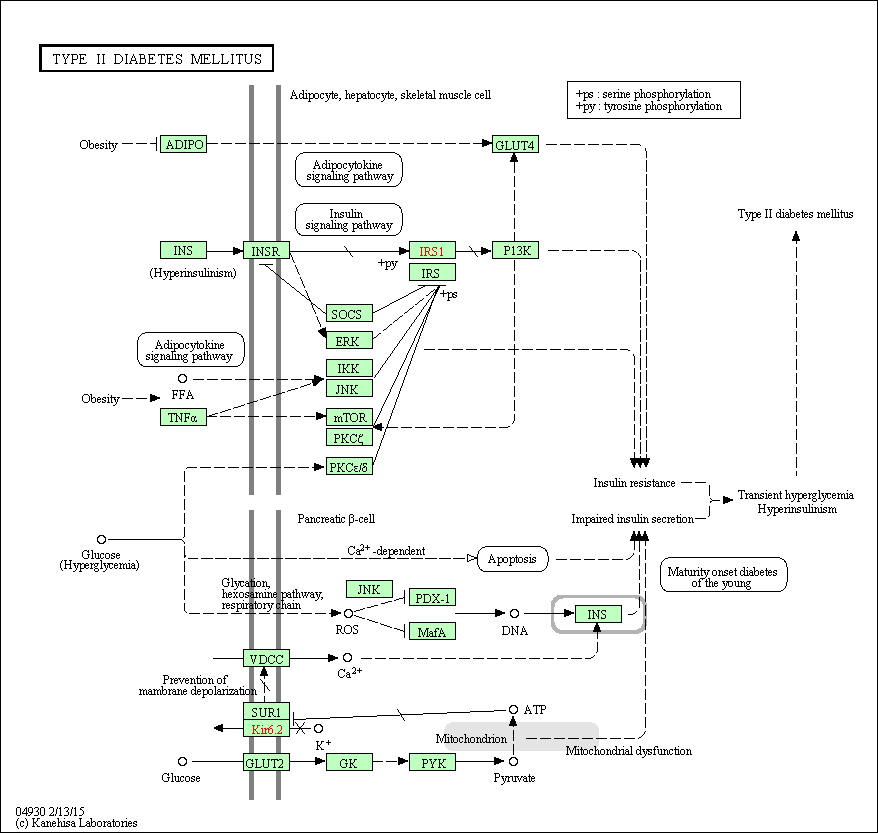 TYPE II DIABETES MELLITUS
Adipocyte, hepatocyte, skeletal muscle cell
+ps : serine phosphorylation
+py : tyrosine phosphorylation
Obesity
ADIPO
GLUT4
Adipocytokine
signaling pathway
Insulin
signaling pathway
Type II diabetes mellitus
INS
INSR
IRS1
P13K
(Hyperinsulinism)
+py
IRS
+ps
SOCS
ERK
Adipocytokine
signaling pathway
IKK
FFA
JNK
Obesity
TNFα
mTOR
PKCζ
PKCε/δ
Insulin resistance
Transient hyperglycemia
Hyperinsulinism
Pancreatic β-cell
Impaired insulin secretion
Glucose
(Hyperglycemia)
Ca2+ -dependent
Apoptosis
Maturity onset diabetes
of the young
Glycation,
hexosamine pathway,
respiratory chain
JNK
PDX-1
ROS
MafA
DNA
INS
VDCC
Ca2+
Prevention of
membrane depolarization
SUR1
ATP
Kir6.2
K+
Mitochondrion
Mitochondrial dysfunction
Glucose
GLUT2
GK
PYK
Pyruvate
04930 2/13/15
(c) Kanehisa Laboratories